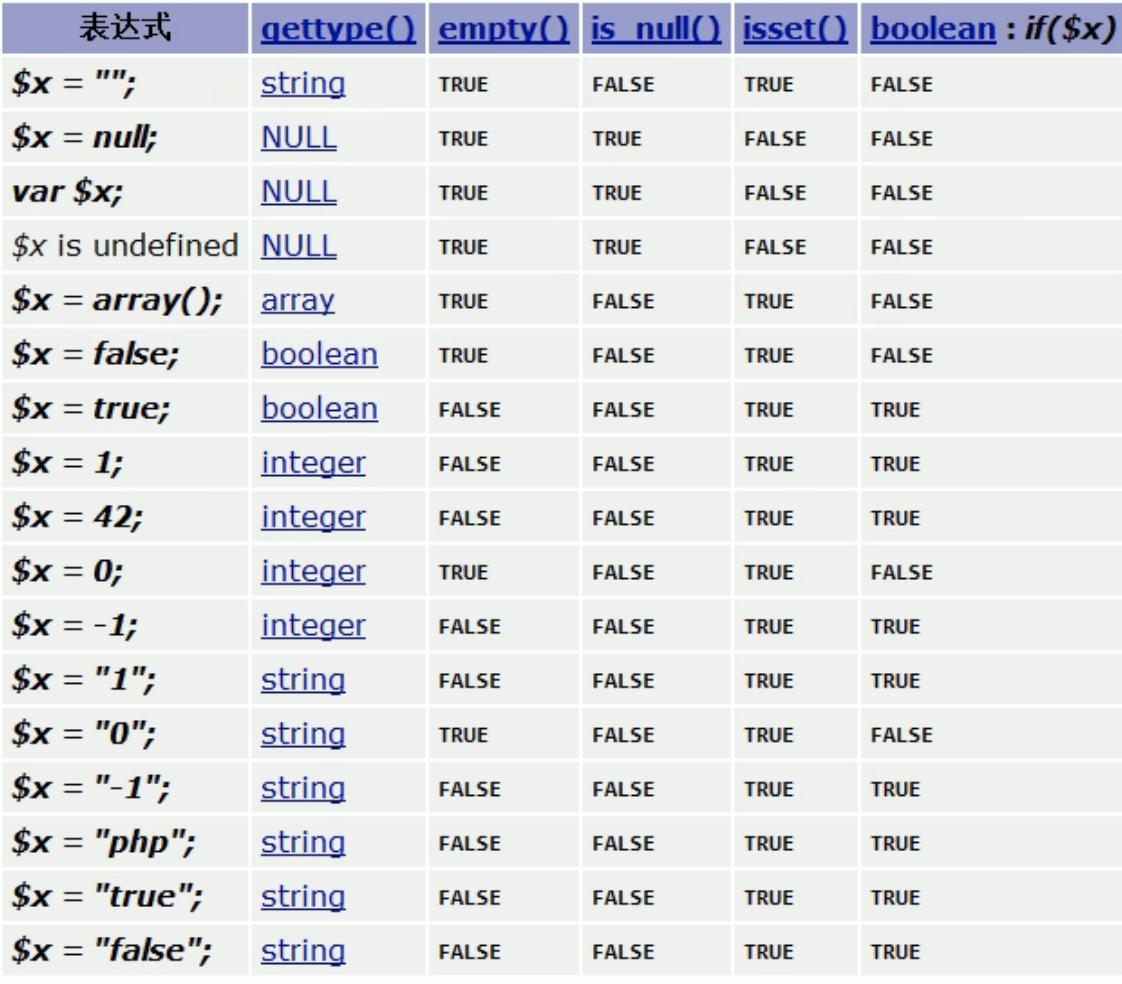 表达式 gettype() empty() is_null() isset() boolean : if($x)
$x = ""; string TRUE FALSE TRUE FALSE
$x = null; NULL TRUE TRUE FALSE FALSE
var $x; NULL TRUE TRUE FALSE FALSE
$x is undefined NULL TRUE TRUE FALSE FALSE
$x = array(); array TRUE FALSE TRUE FALSE
$x = false; boolean TRUE FALSE TRUE FALSE
$x = true; boolean FALSE FALSE TRUE TRUE
$x = 1; integer FALSE FALSE TRUE TRUE
$x = 42; integer FALSE FALSE TRUE TRUE
$x = 0; integer TRUE FALSE TRUE FALSE
$x = -1; integer FALSE FALSE TRUE TRUE
$x = "1"; string FALSE FALSE TRUE TRUE
$x = "0"; string TRUE FALSE TRUE FALSE
$x = "-1"; string FALSE FALSE TRUE TRUE
$x = "php"; string FALSE FALSE TRUE TRUE
$x = "true"; string FALSE FALSE TRUE TRUE
$x = "false"; string FALSE FALSE TRUE TRUE